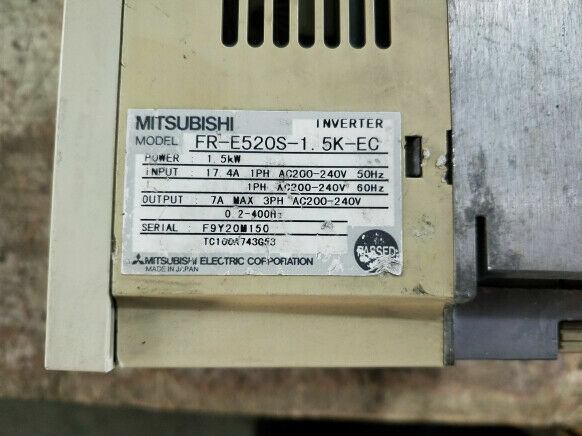 MITSUBISHI INVERTER
MODEL FR-E520S-1.5K-EC
POWER : 1.5kW
INPUT : 17.4A 1PH AC200-240V 50Hz
1PH AC200-240V 60Hz
OUTPUT : 7A MAX 3PH AC200-240V
0.2-400Hz
SERIAL : F9Y20M150
TC100A743G53
PASSED
MITSUBISHI ELECTRIC CORPORATION
MADE IN JAPAN